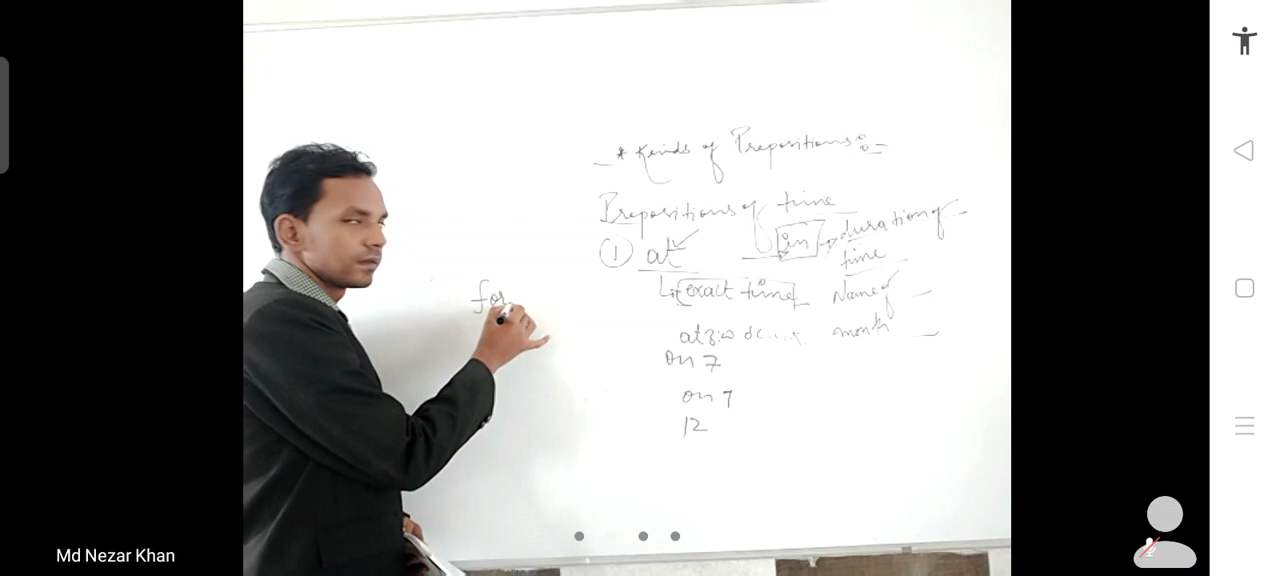 * Kinds of Prepositions :-
Prepositions of time
① at ✓
in → duration of
time
exact time
Name of
month
at
on 7
on 7
12
for
Md Nezar Khan